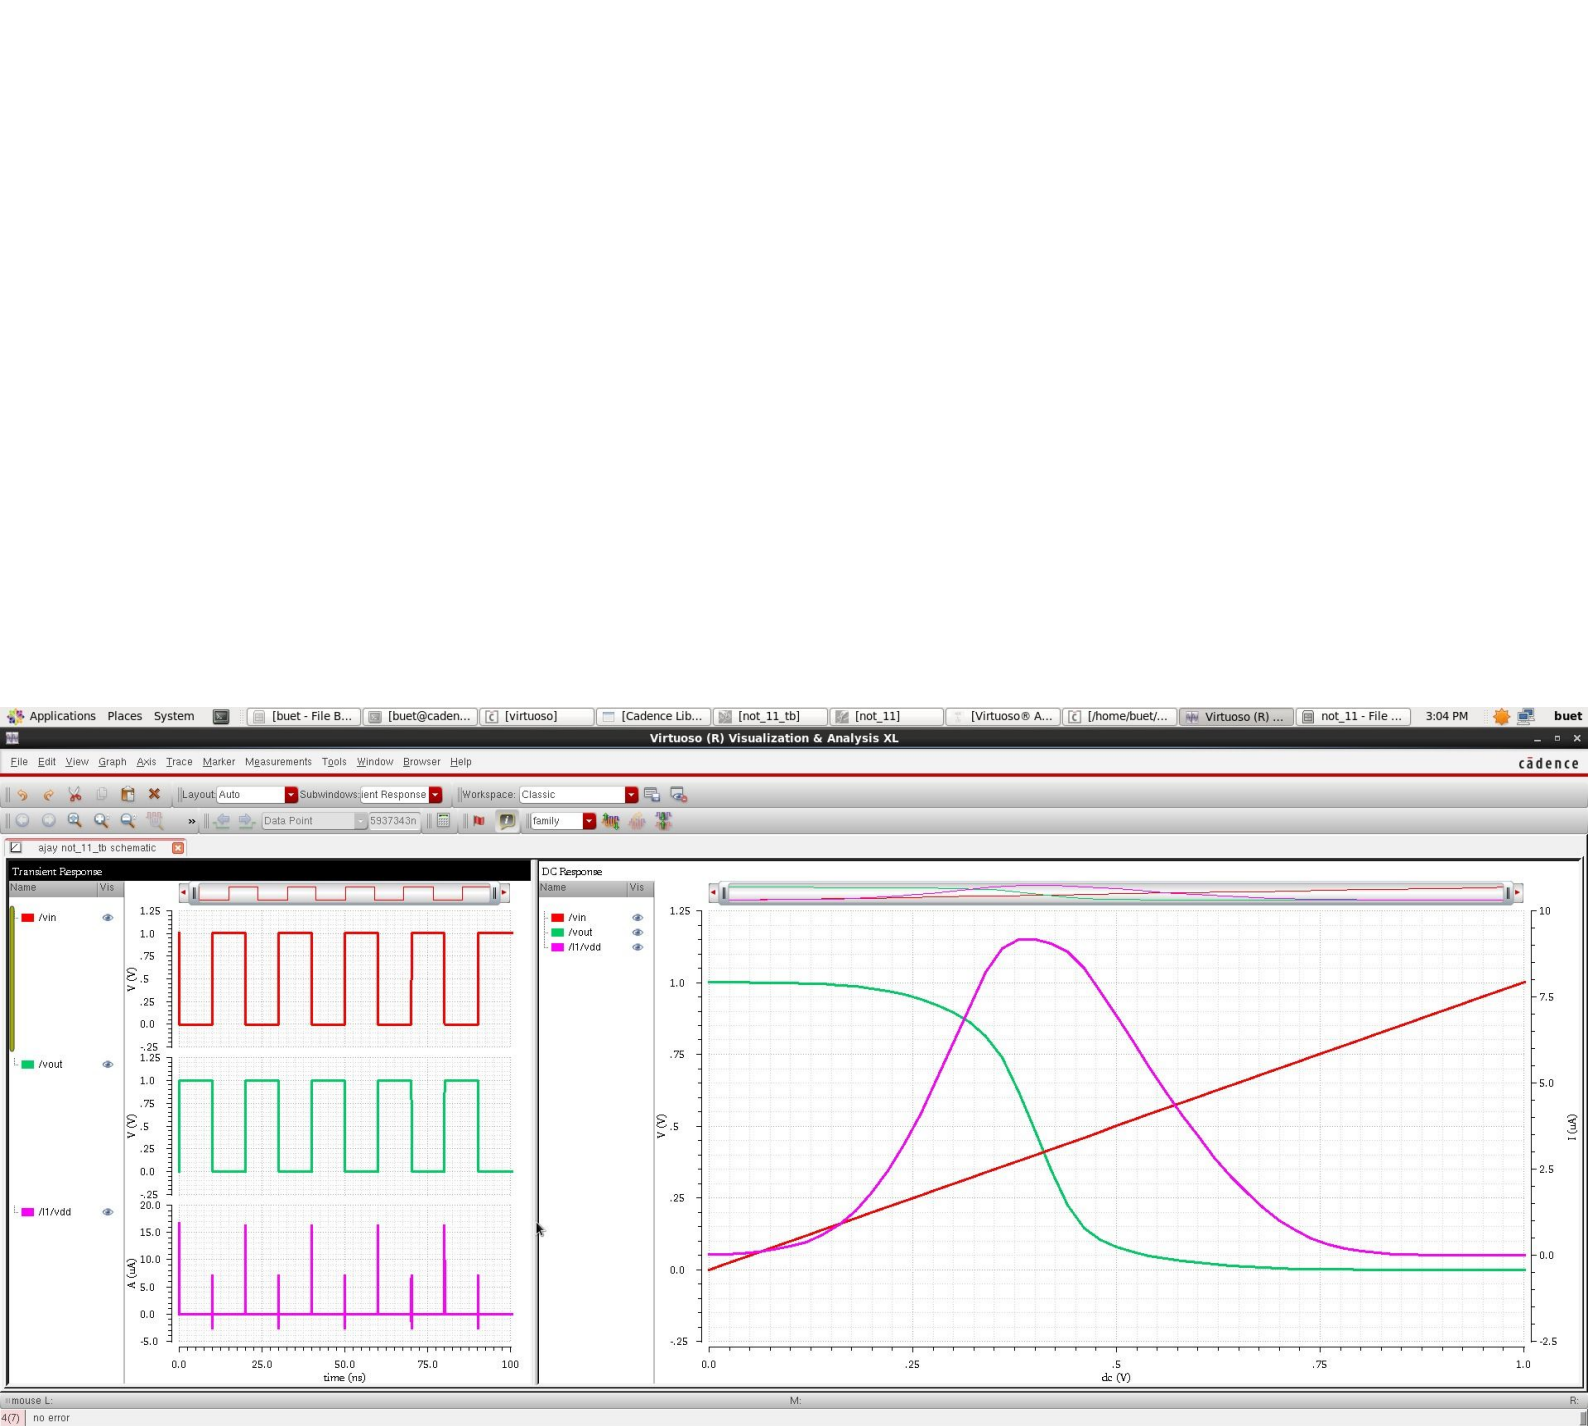 Applications Places System [buet - File B... [buet@caden... [virtuoso] [Cadence Lib... [not_11_tb] [not_11] [Virtuoso® A... [/home/buet/... Virtuoso (R) ... not_11 - File ... 3:04 PM buet
Virtuoso (R) Visualization & Analysis XL
File Edit View Graph Axis Trace Marker Measurements Tools Window Browser Help cādence
Layout: Auto Subwindows: ient Response Workspace: Classic
» Data Point 5937343n family
ajay not_11_tb schematic
Transient Response
Name Vis
/vin
/vout
/I1/vdd
1.25
1.0
.75
.5
.25
0.0
-.25
V (V)
1.25
1.0
.75
.5
.25
0.0
-.25
V (V)
20.0
15.0
10.0
5.0
0.0
-5.0
A (uA)
0.0 25.0 50.0 75.0 100
time (ns)
DC Response
Name Vis
/vin
/vout
/I1/vdd
1.25
1.0
.75
.5
.25
0.0
-.25
V (V)
10
7.5
5.0
2.5
0.0
-2.5
I (uA)
0.0 .25 .5 .75 1.0
dc (V)
mouse L: M: R:
4(7) no error